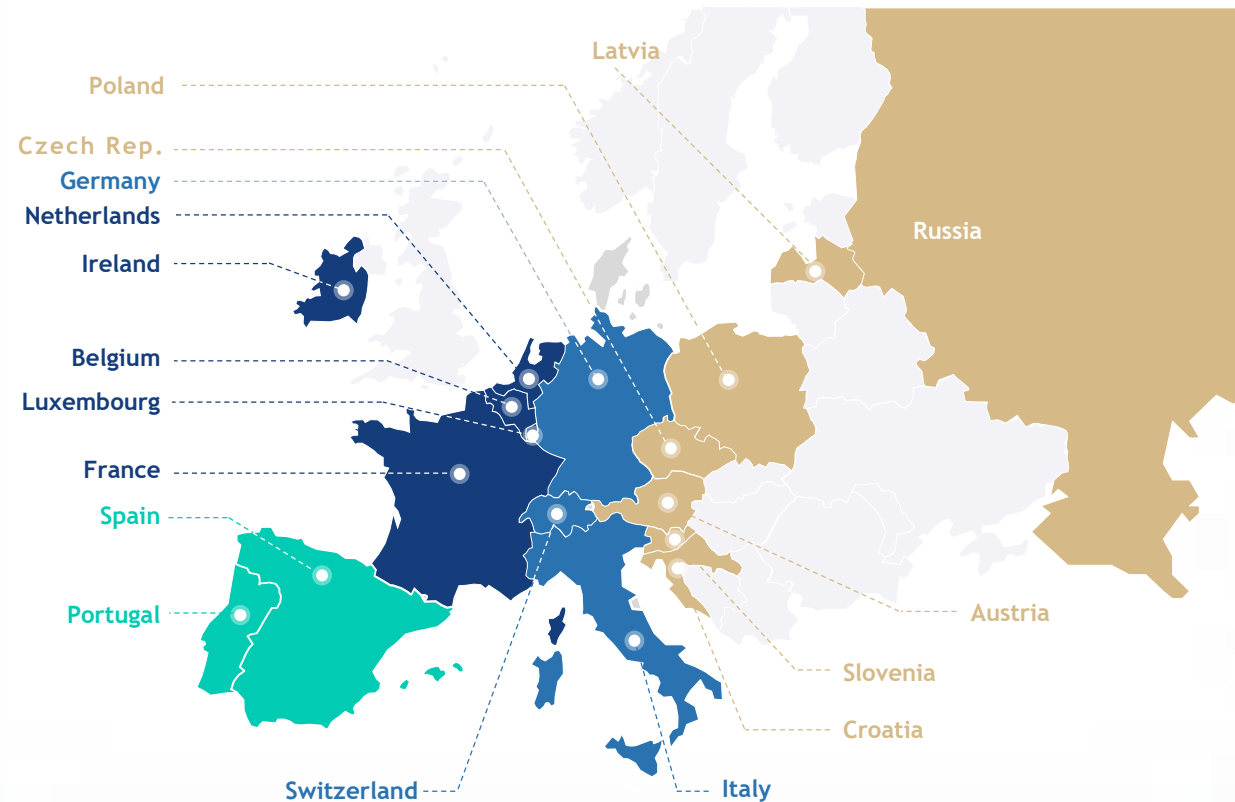 Latvia
Poland
Czech Rep.
Germany
Netherlands
Russia
Ireland
Belgium
Luxembourg
France
Spain
Portugal
Austria
Slovenia
Croatia
Switzerland
Italy